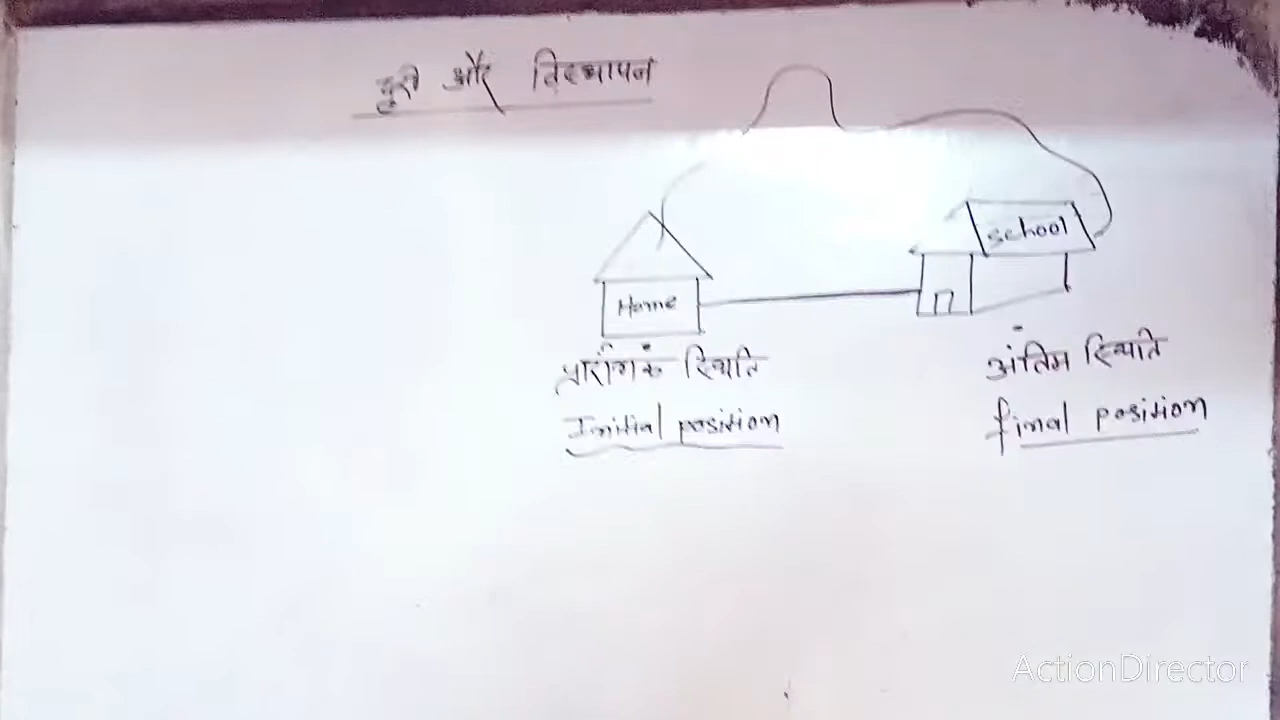 दुरी और विस्थापन
school
Home
प्रारंभिक स्थिति
अंतिम स्थिति
Initial position
final position
ActionDirector